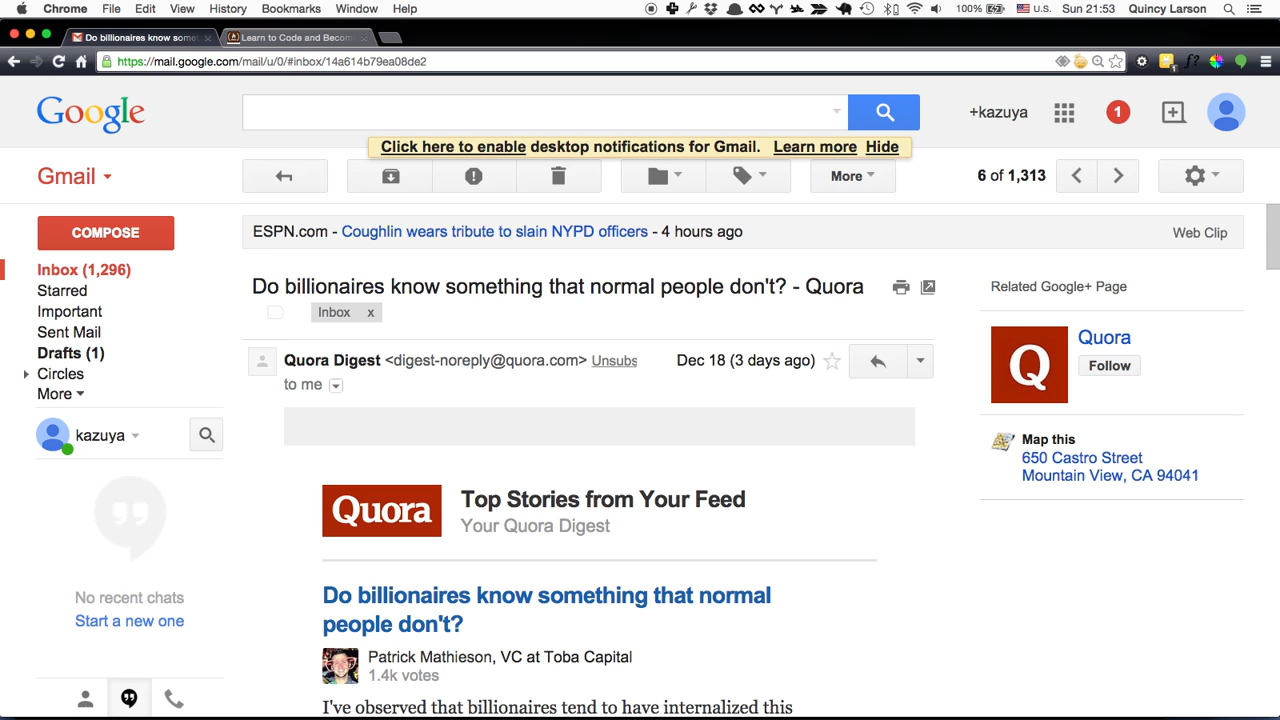 Chrome File Edit View History Bookmarks Window Help 100% U.S. Sun 21:53 Quincy Larson
Do billionaires know somet Learn to Code and Becom
https://mail.google.com/mail/u/0/#inbox/14a614b79ea08de2
Google +kazuya 1
Click here to enable desktop notifications for Gmail. Learn more Hide
Gmail More 6 of 1,313
COMPOSE
Inbox (1,296)
Starred
Important
Sent Mail
Drafts (1)
Circles
More
kazuya
No recent chats
Start a new one
ESPN.com - Coughlin wears tribute to slain NYPD officers - 4 hours ago Web Clip
Do billionaires know something that normal people don't? - Quora
Inbox x
Quora Digest <digest-noreply@quora.com> Unsubs Dec 18 (3 days ago)
to me
Quora Top Stories from Your Feed
Your Quora Digest
Do billionaires know something that normal
people don't?
Patrick Mathieson, VC at Toba Capital
1.4k votes
I've observed that billionaires tend to have internalized this
Related Google+ Page
Q Quora
Follow
Map this
650 Castro Street
Mountain View, CA 94041